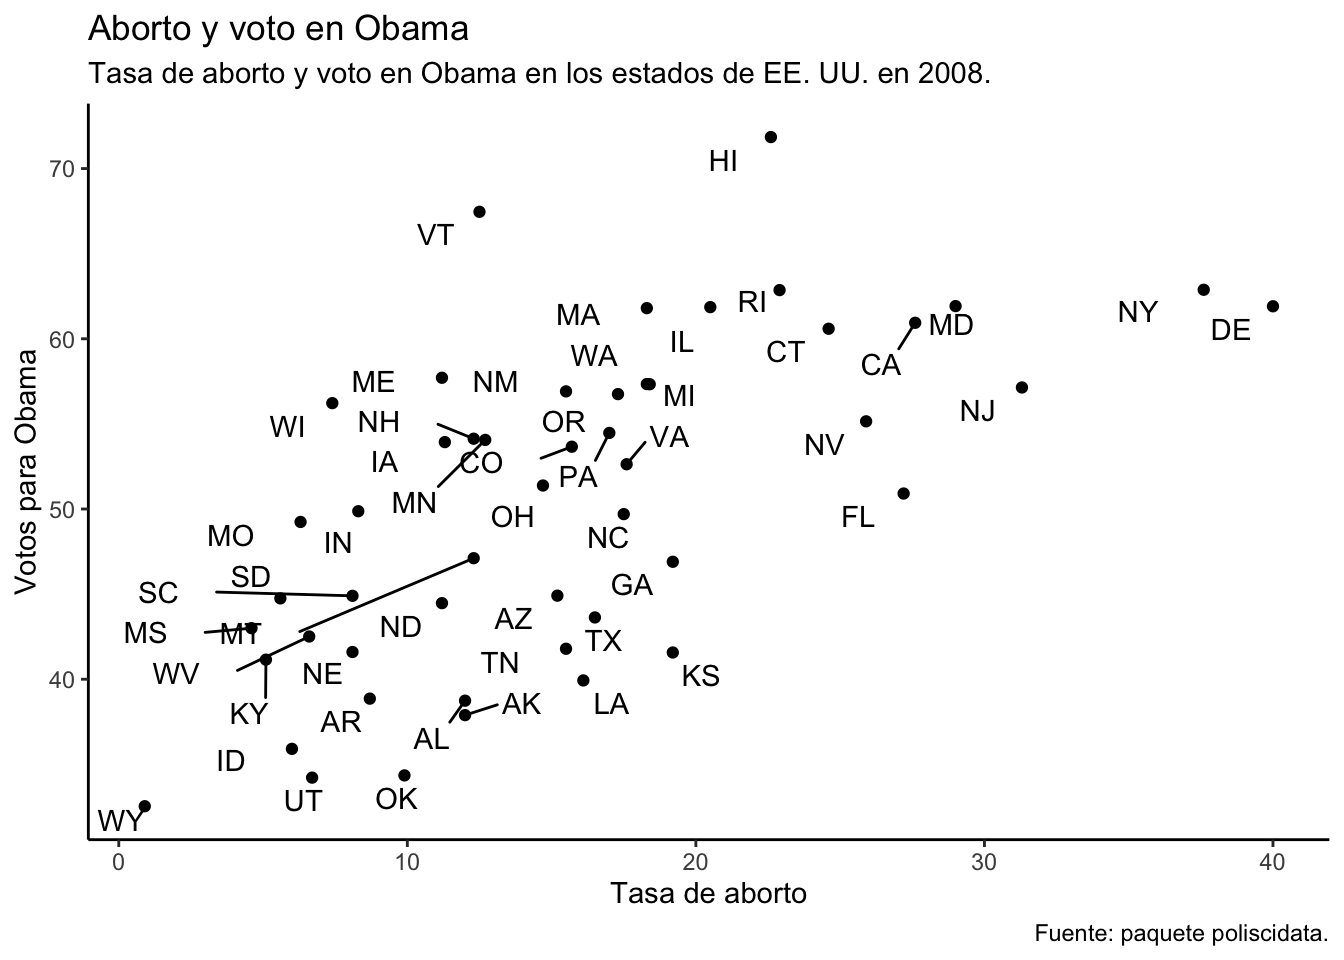 Aborto y voto en Obama
Tasa de aborto y voto en Obama en los estados de EE. UU. en 2008.
Votos para Obama
70
60
50
40
HI
VT
RI
MA
NY
MD
DE
IL
CT
WA
CA
ME
NM
MI
NJ
WI
NH
OR
VA
NV
IA
CO
PA
MN
OH
FL
MO
IN
NC
SD
SC
GA
MS
MT
ND
AZ
TX
WV
NE
TN
KS
KY
AR
AK
LA
AL
ID
UT
OK
WY
0 10 20 30 40
Tasa de aborto
Fuente: paquete poliscidata.